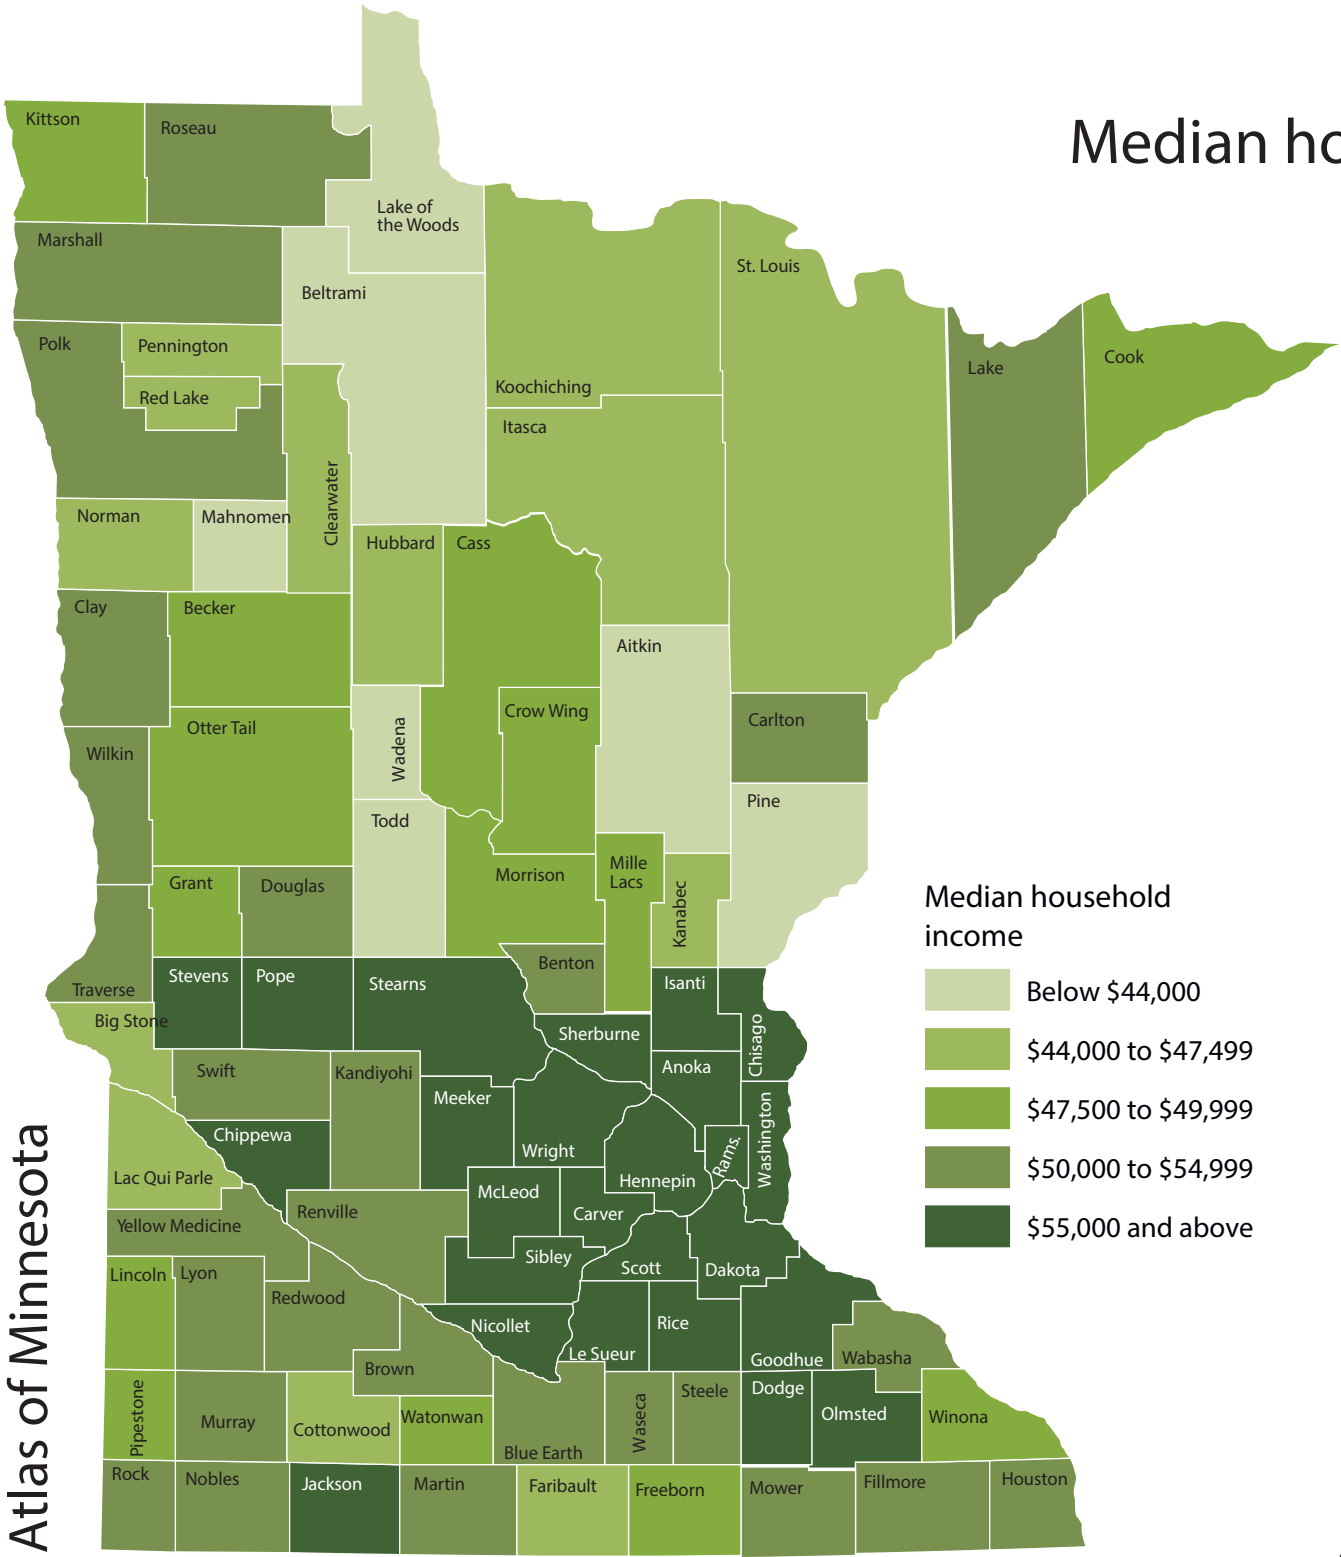 Median ho
Kittson
Roseau
Lake of
the Woods
Marshall
St. Louis
Beltrami
Polk
Pennington
Cook
Lake
Koochiching
Red Lake
Itasca
Clearwater
Norman
Mahnomen
Hubbard
Cass
Clay
Becker
Aitkin
Crow Wing
Carlton
Otter Tail
Wadena
Wilkin
Pine
Todd
Mille
Lacs
Morrison
Grant
Douglas
Kanabec
Median household
income
Below $44,000
$44,000 to $47,499
$47,500 to $49,999
$50,000 to $54,999
$55,000 and above
Benton
Stevens
Pope
Stearns
Isanti
Traverse
Big Stone
Sherburne
Chisago
Anoka
Swift
Kandiyohi
Meeker
Chippewa
Washington
Wright
Rams.
Lac Qui Parle
Hennepin
McLeod
Renville
Carver
Yellow Medicine
Sibley
Scott
Dakota
Lincoln
Lyon
Redwood
Nicollet
Rice
Le Sueur
Goodhue
Wabasha
Brown
Dodge
Steele
Waseca
Olmsted
Winona
Pipestone
Murray
Cottonwood
Watonwan
Blue Earth
Rock
Nobles
Jackson
Martin
Faribault
Freeborn
Mower
Fillmore
Houston
Atlas of Minnesota